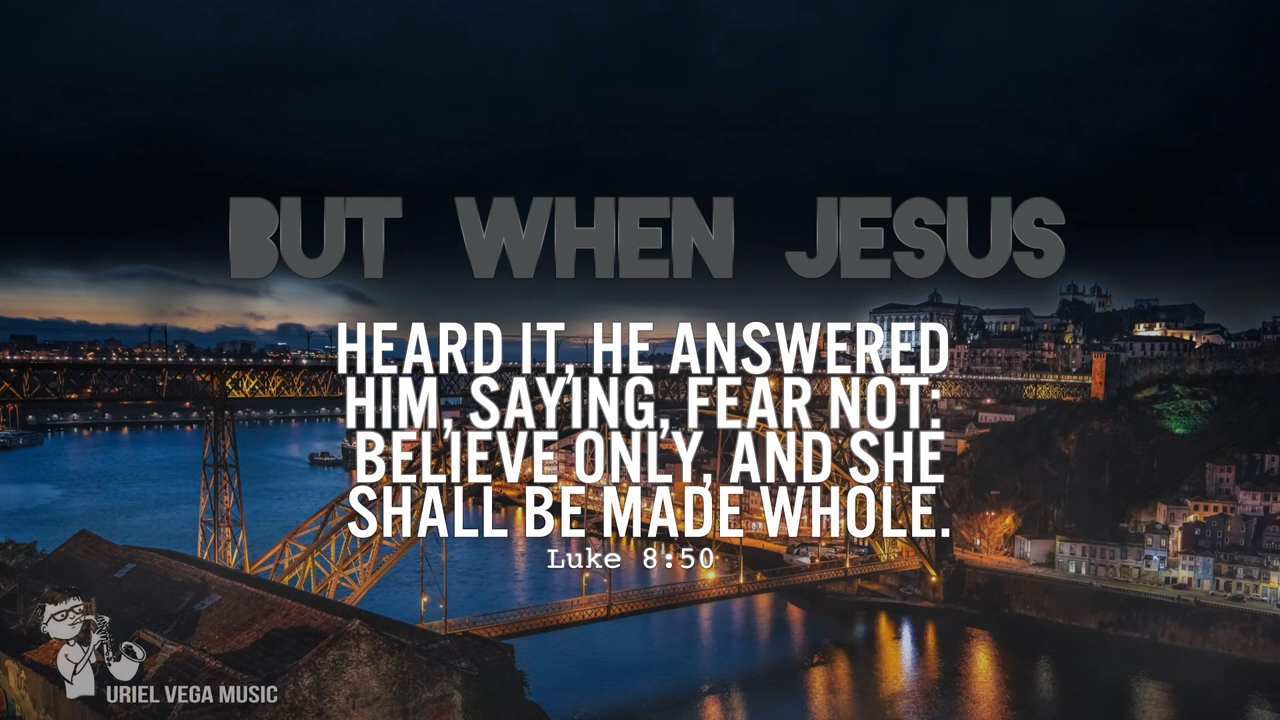 BUT WHEN JESUS
HEARD IT, HE ANSWERED
HIM, SAYING, FEAR NOT:
BELIEVE ONLY, AND SHE
SHALL BE MADE WHOLE.
Luke 8:50
URIEL VEGA MUSIC